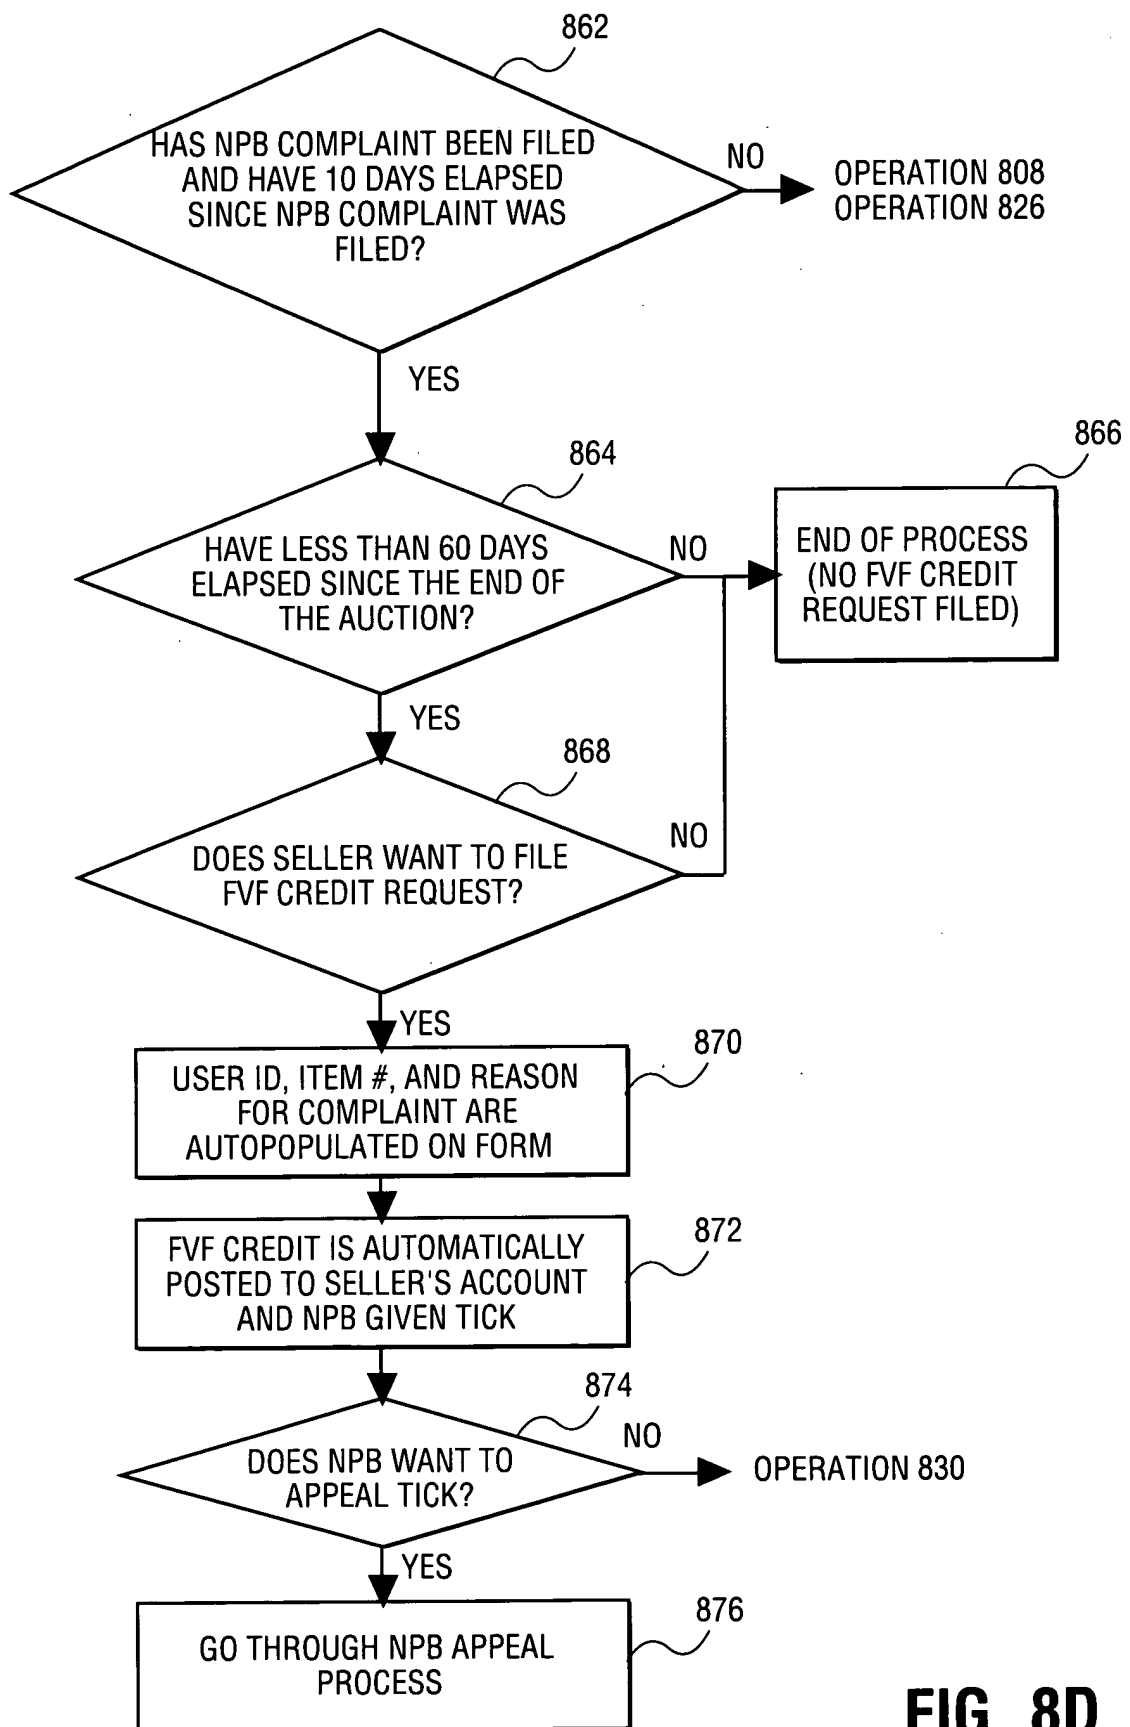 862
HAS NPB COMPLAINT BEEN FILED
AND HAVE 10 DAYS ELAPSED
SINCE NPB COMPLAINT WAS
FILED?
NO
OPERATION 808
OPERATION 826
YES
864
866
HAVE LESS THAN 60 DAYS
ELAPSED SINCE THE END OF
THE AUCTION?
NO
END OF PROCESS
(NO FVF CREDIT
REQUEST FILED)
YES
868
DOES SELLER WANT TO FILE
FVF CREDIT REQUEST?
NO
YES
870
USER ID, ITEM #, AND REASON
FOR COMPLAINT ARE
AUTOPOPULATED ON FORM
872
FVF CREDIT IS AUTOMATICALLY
POSTED TO SELLER'S ACCOUNT
AND NPB GIVEN TICK
874
DOES NPB WANT TO
APPEAL TICK?
NO
OPERATION 830
YES
876
GO THROUGH NPB APPEAL
PROCESS
FIG. 8D